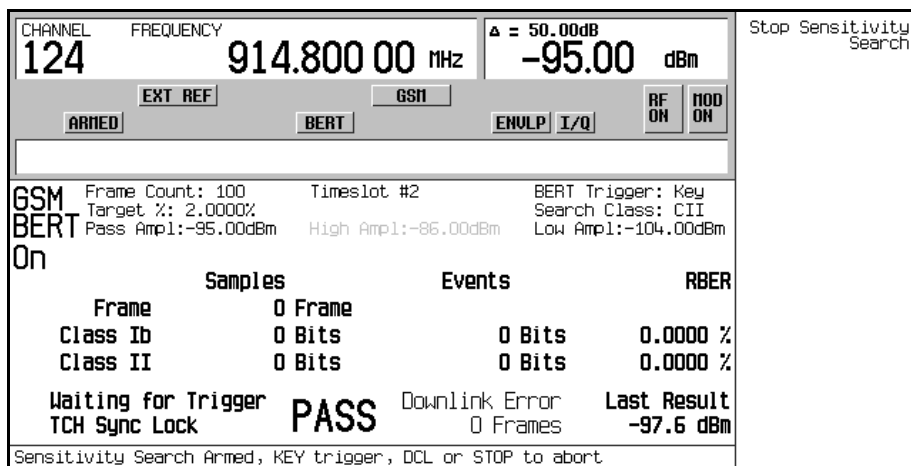 CHANNEL FREQUENCY Δ = 50.00dB
124 914.800 00 MHz -95.00 dBm
Stop Sensitivity
Search
EXT REF GSM RF ON MOD ON
ARMED BERT ENVLP I/Q
GSM BERT On
Frame Count: 100 Timeslot #2 BERT Trigger: Key
Target %: 2.0000% Search Class: CII
Pass Ampl:-95.00dBm High Ampl:-86.00dBm Low Ampl:-104.00dBm
Samples Events RBER
Frame 0 Frame
Class Ib 0 Bits 0 Bits 0.0000 %
Class II 0 Bits 0 Bits 0.0000 %
Waiting for Trigger PASS Downlink Error Last Result
TCH Sync Lock 0 Frames -97.6 dBm
Sensitivity Search Armed, KEY trigger, DCL or STOP to abort